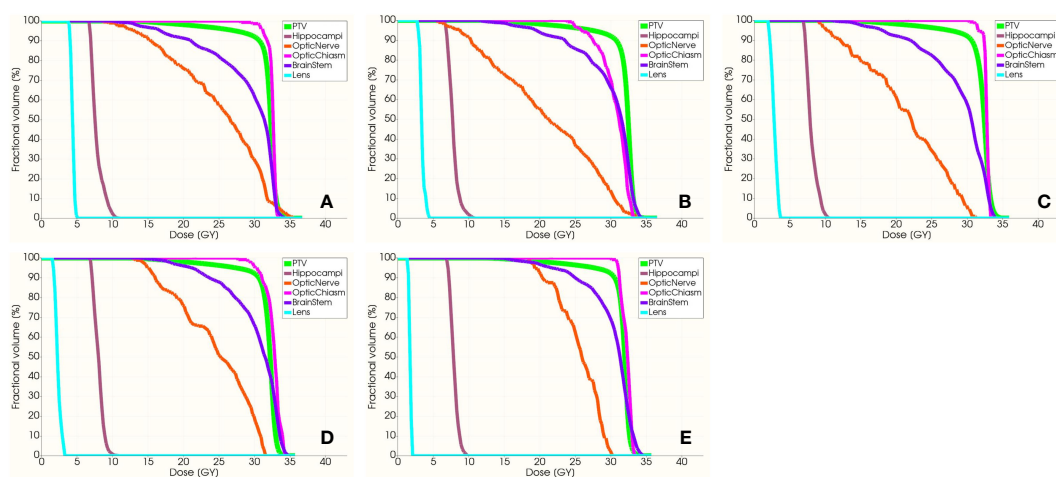 100
90
80
70
60
50
40
30
20
10
0
Fractional volume (%)
0 5 10 15 20 25 30 35 40
Dose (GY)
PTV
Hippocampi
OpticNerve
OpticChiasm
BrainStem
Lens
A
100
90
80
70
60
50
40
30
20
10
0
Fractional volume (%)
0 5 10 15 20 25 30 35 40
Dose (GY)
PTV
Hippocampi
OpticNerve
OpticChiasm
BrainStem
Lens
B
100
90
80
70
60
50
40
30
20
10
0
Fractional volume (%)
0 5 10 15 20 25 30 35 40
Dose (GY)
PTV
Hippocampi
OpticNerve
OpticChiasm
BrainStem
Lens
C
100
90
80
70
60
50
40
30
20
10
0
Fractional volume (%)
0 5 10 15 20 25 30 35 40
Dose (GY)
PTV
Hippocampi
OpticNerve
OpticChiasm
BrainStem
Lens
D
100
90
80
70
60
50
40
30
20
10
0
Fractional volume (%)
0 5 10 15 20 25 30 35 40
Dose (GY)
PTV
Hippocampi
OpticNerve
OpticChiasm
BrainStem
Lens
E